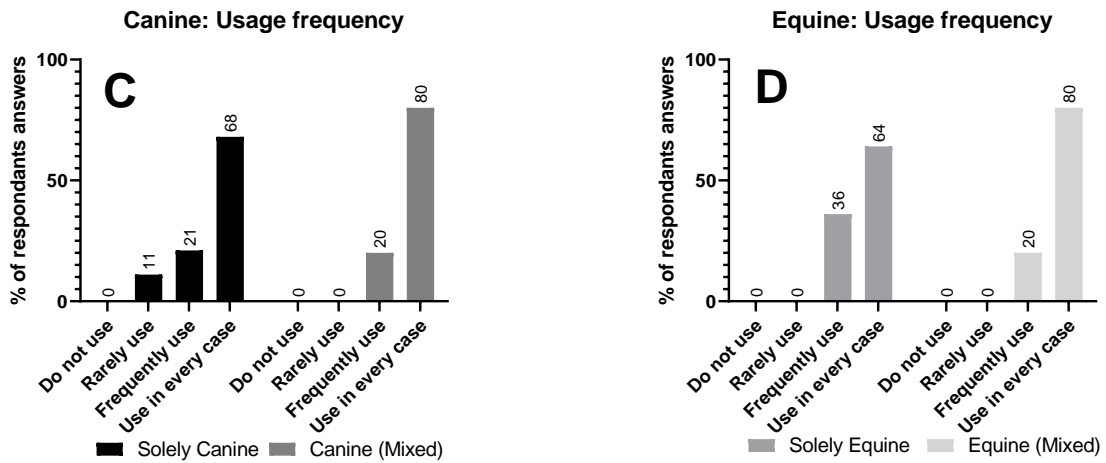 Canine: Usage frequency
C
% of respondants answers
100
50
0
0
11
21
68
0
0
20
80
Do not use
Rarely use
Frequently use
Use in every case
Do not use
Rarely use
Frequently use
Use in every case
Solely Canine
Canine (Mixed)
Equine: Usage frequency
D
% of respondants answers
100
50
0
0
0
36
64
0
0
20
80
Do not use
Rarely use
Frequently use
Use in every case
Do not use
Rarely use
Frequently use
Use in every case
Solely Equine
Equine (Mixed)